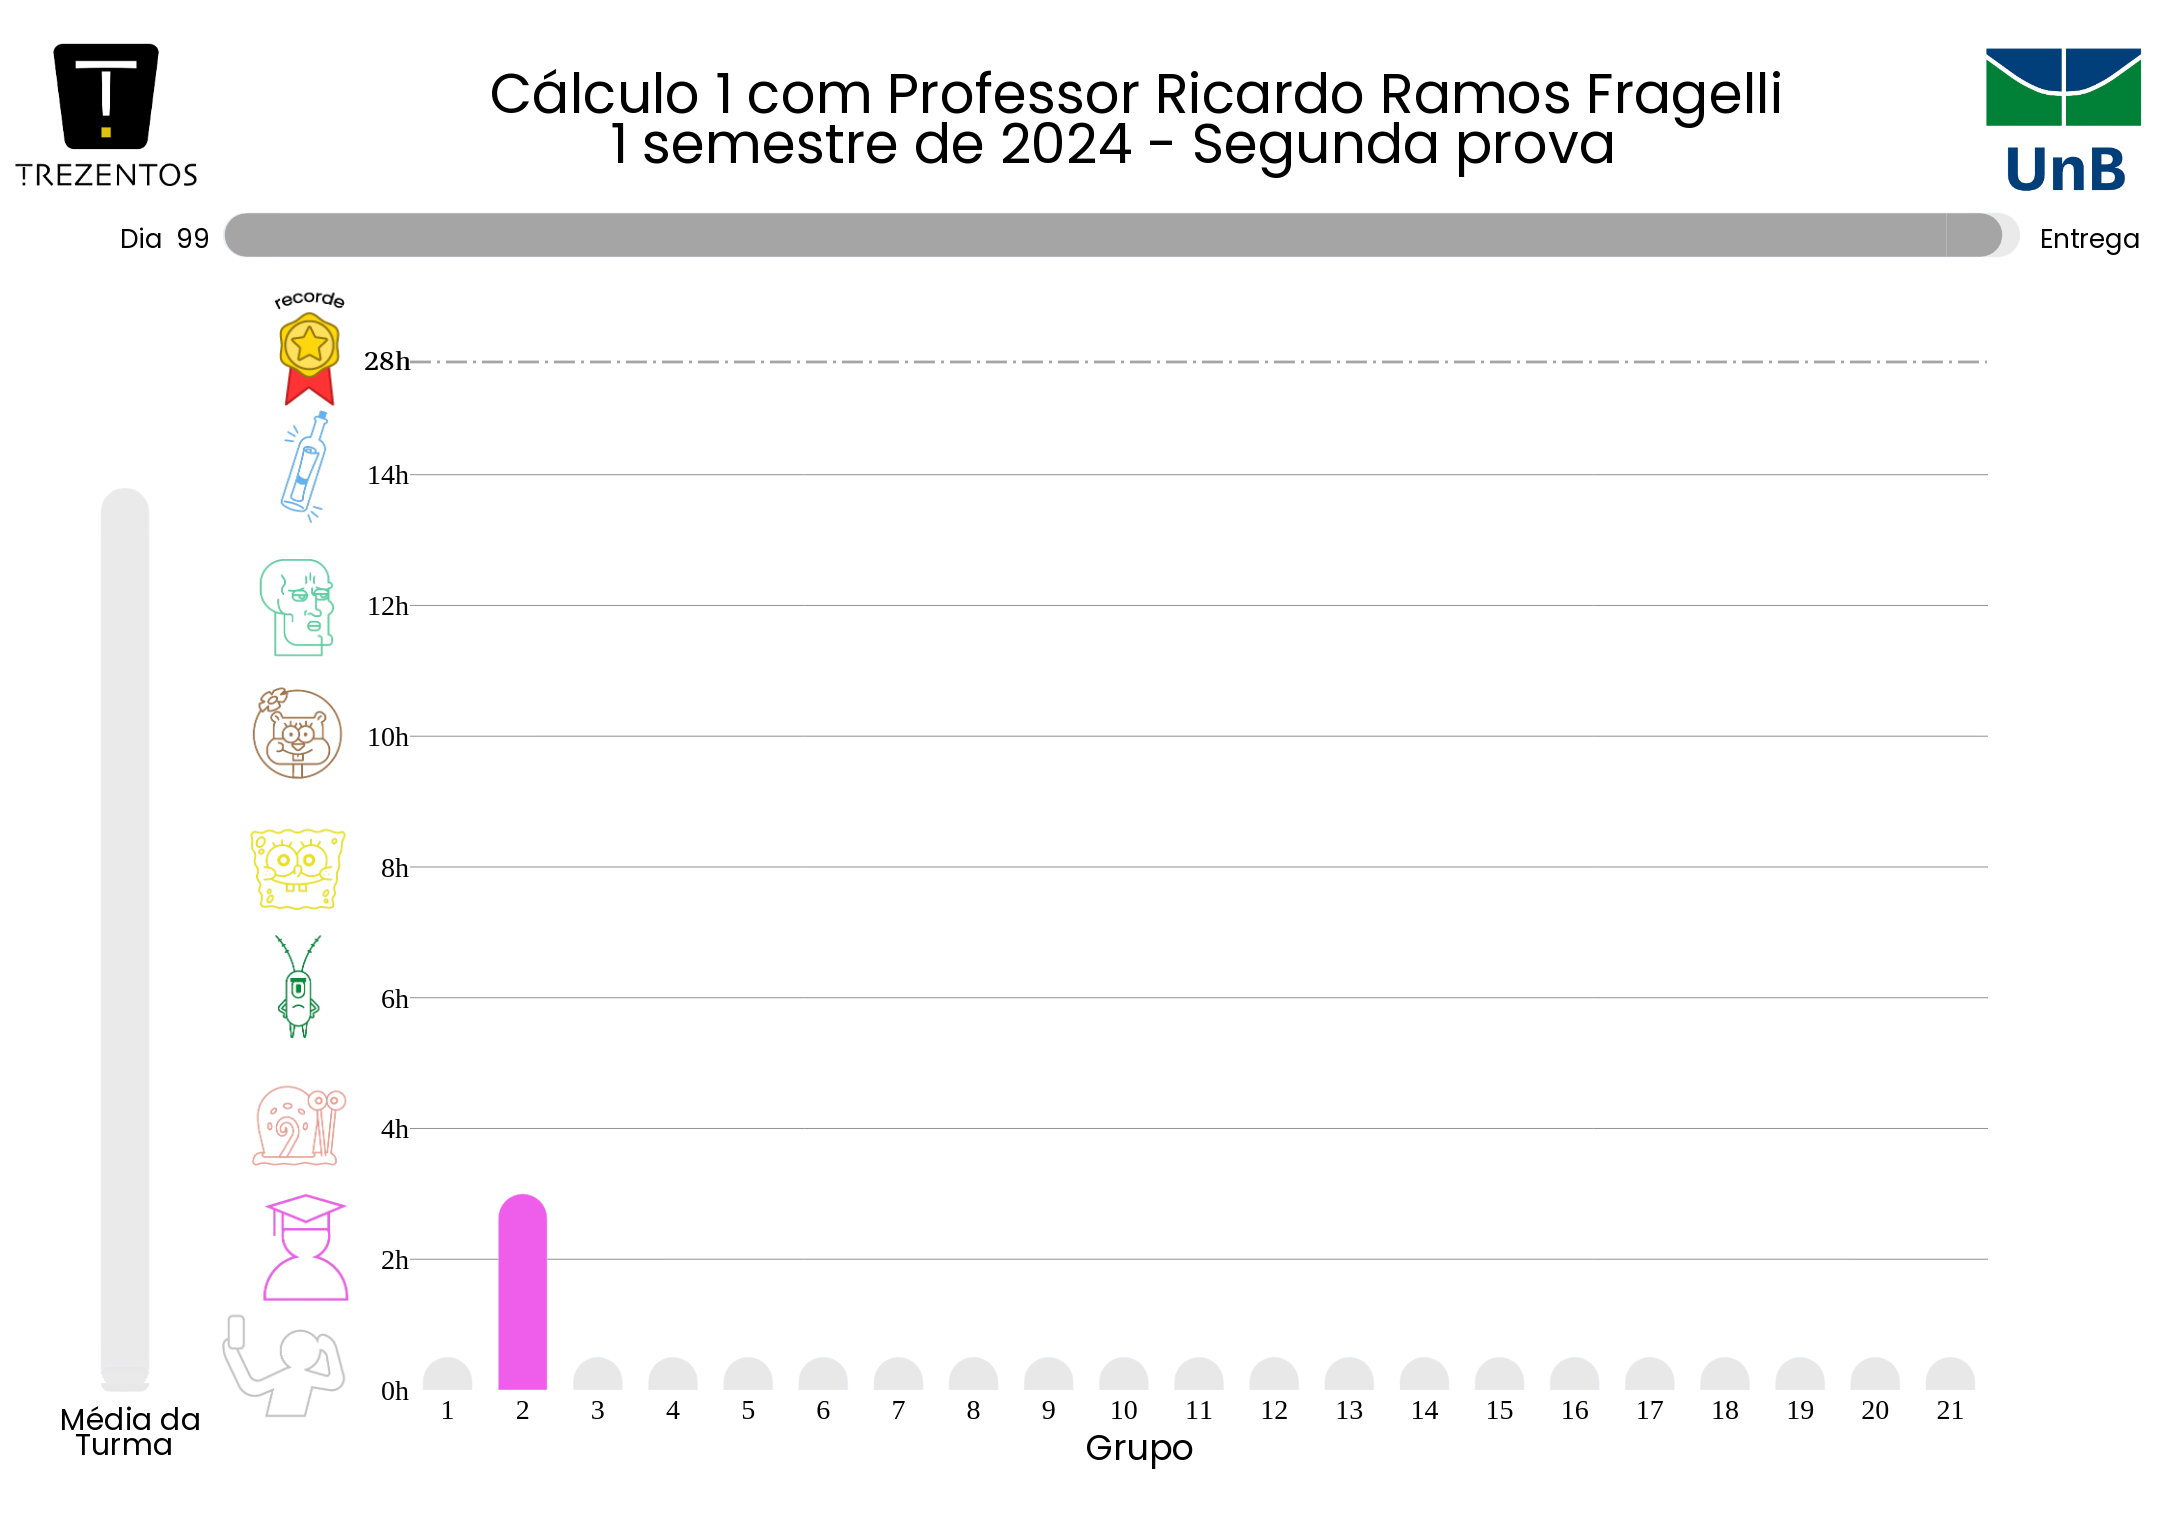 TREZENTOS
Cálculo 1 com Professor Ricardo Ramos Fragelli
1 semestre de 2024 - Segunda prova
UnB
Dia 99
Entrega
recorde
28h
14h
12h
10h
8h
6h
4h
2h
0h
1 2 3 4 5 6 7 8 9 10 11 12 13 14 15 16 17 18 19 20 21
Grupo
Média da
Turma